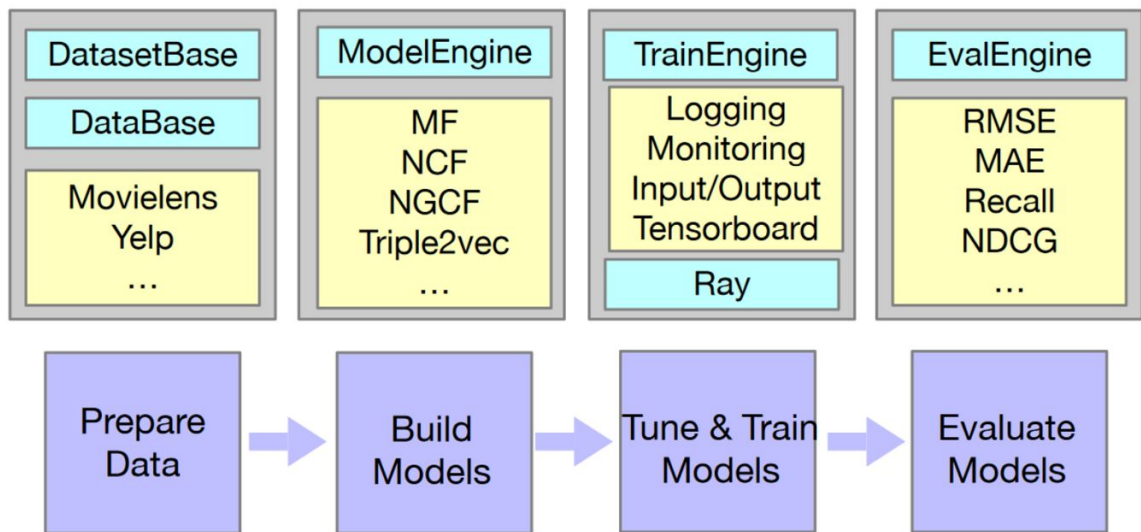 DatasetBase
DataBase
Movielens
Yelp
...
ModelEngine
MF
NCF
NGCF
Triple2vec
...
TrainEngine
Logging
Monitoring
Input/Output
Tensorboard
Ray
EvalEngine
RMSE
MAE
Recall
NDCG
...
Prepare
Data
Build
Models
Tune & Train
Models
Evaluate
Models